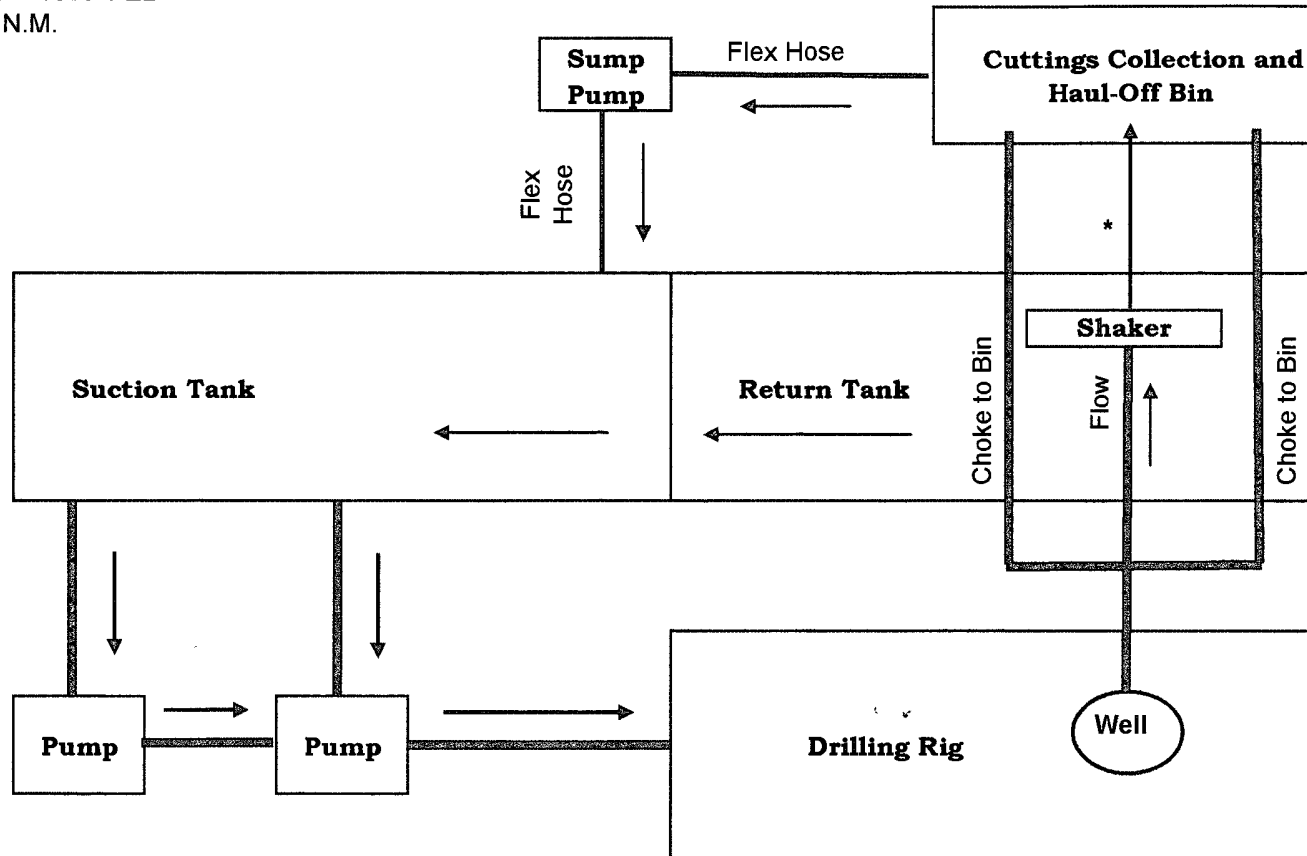 N.M.
Sump
Pump
Flex Hose
Cuttings Collection and
Haul-Off Bin
Flex
Hose
*
Suction Tank
Return Tank
Choke to Bin
Shaker
Flow
Choke to Bin
Pump
Pump
Drilling Rig
Well